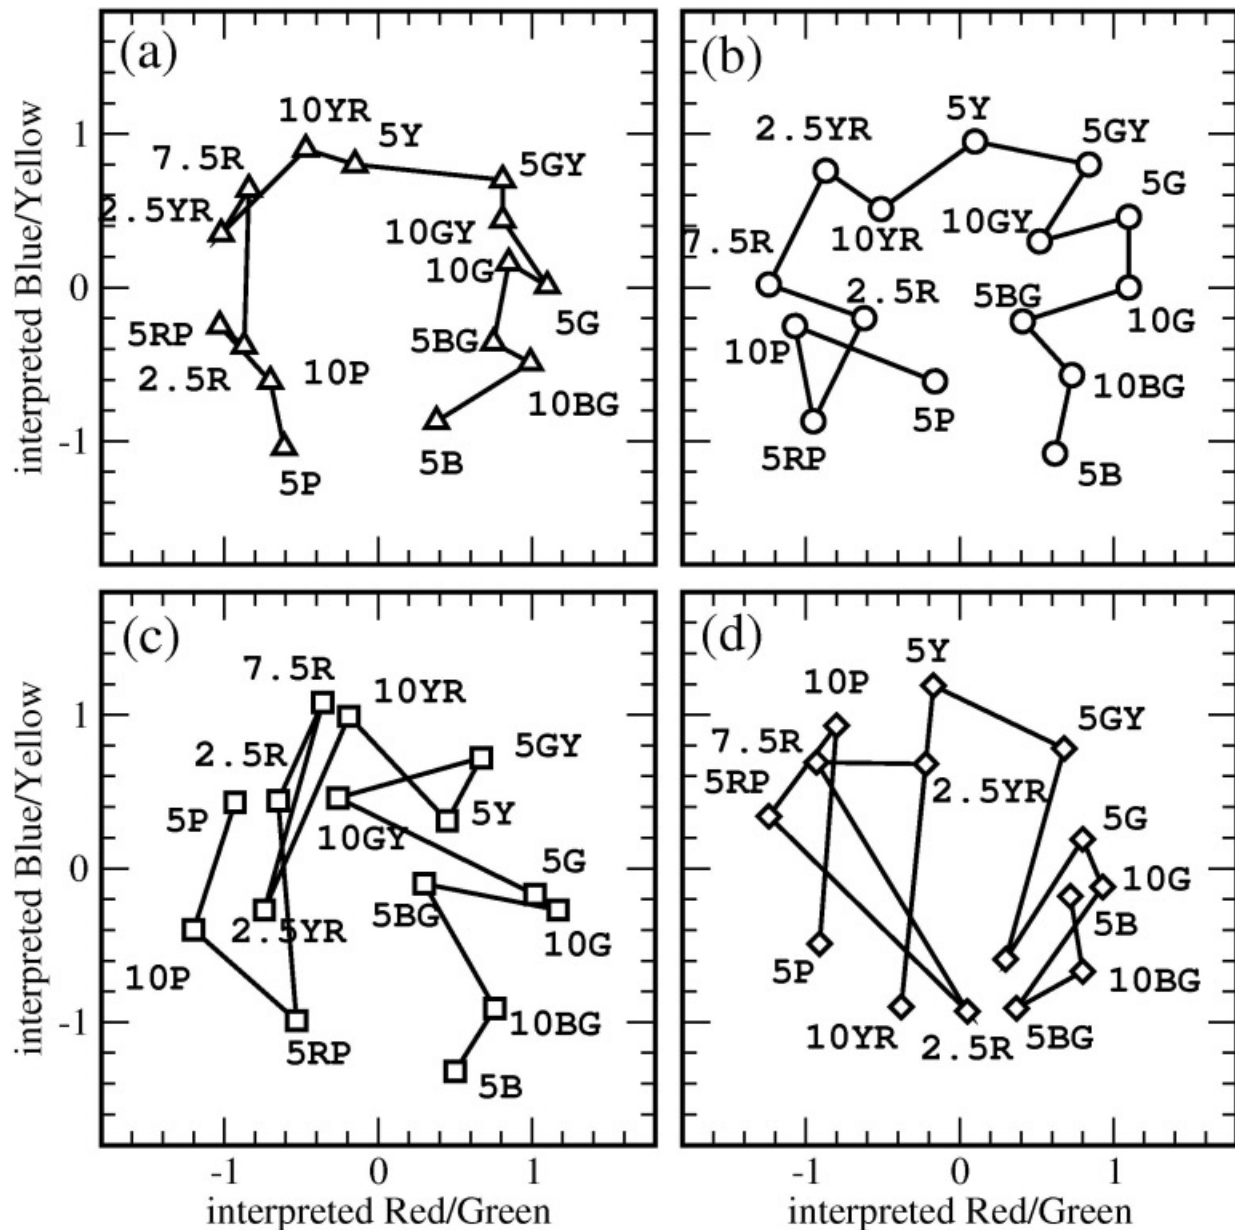 (a)
10YR
5Y
7.5R
5GY
2.5YR
10GY
10G
5G
5RP
5BG
2.5R
10P
10BG
5B
5P
1
0
-1
interpreted Blue/Yellow
(b)
5Y
2.5YR
5GY
5G
10GY
10YR
7.5R
2.5R
5BG
10G
10P
10BG
5P
5RP
5B
(c)
7.5R
10YR
5GY
2.5R
5P
5Y
10GY
5G
5BG
2.5YR
10G
10P
10BG
5RP
5B
1
0
-1
interpreted Blue/Yellow
-1 0 1
interpreted Red/Green
(d)
5Y
10P
5GY
7.5R
5RP
2.5YR
5G
10G
5B
5P
10BG
10YR
2.5R
5BG
-1 0 1
interpreted Red/Green